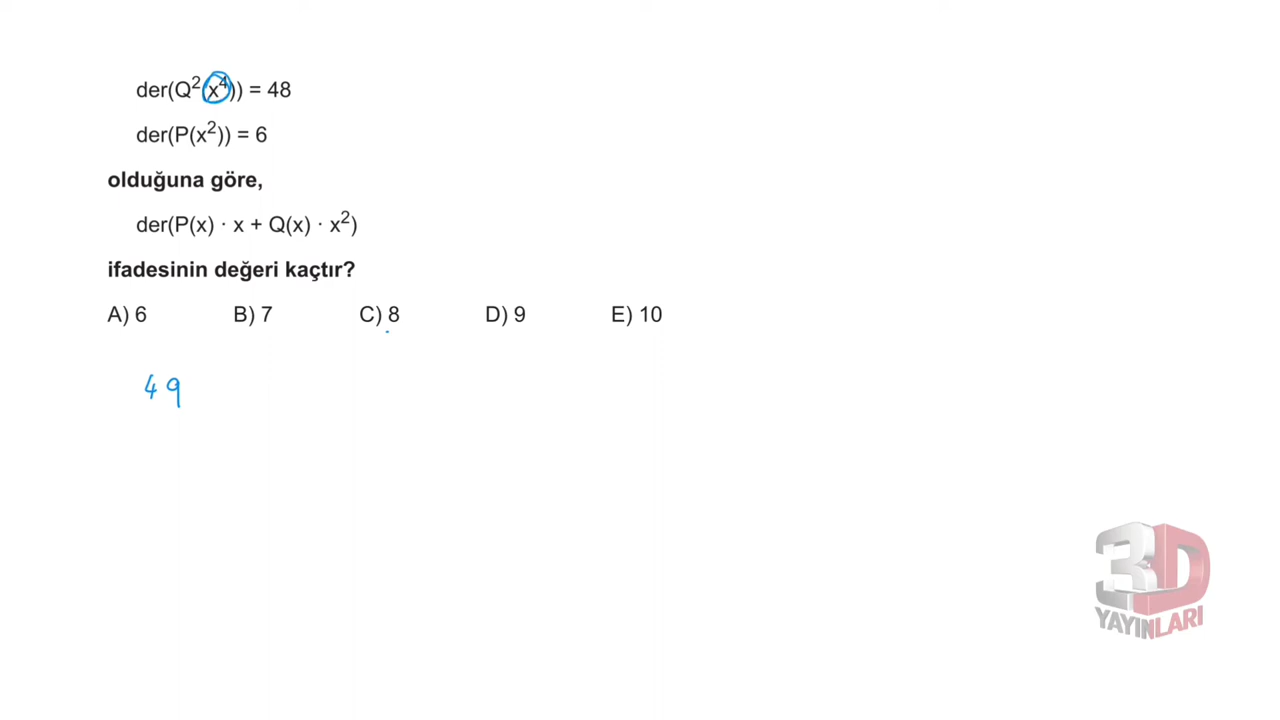 der(Q²(x⁴)) = 48
der(P(x²)) = 6
olduğuna göre,
der(P(x) · x + Q(x) · x²)
ifadesinin değeri kaçtır?
A) 6 B) 7 C) 8 D) 9 E) 10
4q
3D
YAYINLARI